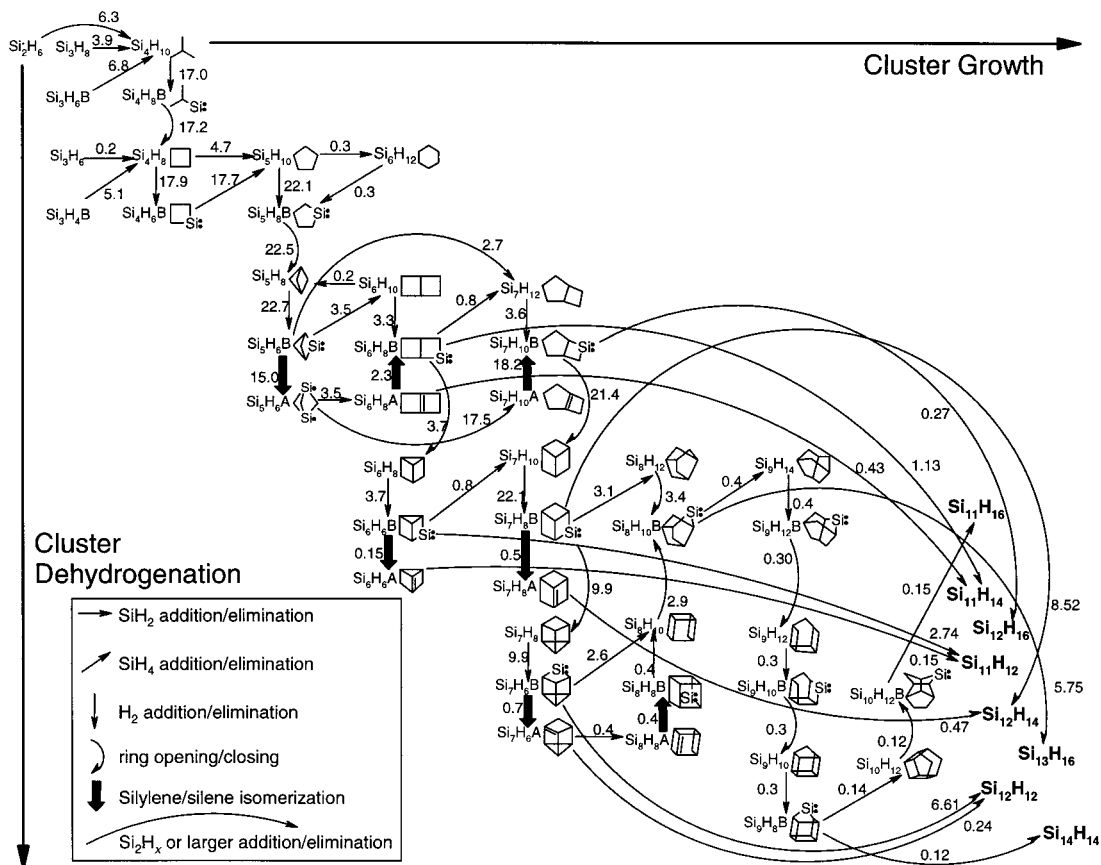 6.3
Si2H6 Si3H8 3.9 Si4H10
Cluster Growth
6.8 17.0
Si3H6B Si4H8B Si:
17.2
Si3H6 0.2 Si4H8 4.7 Si5H10 0.3 Si6H12
5.1 17.9 17.7 22.1 0.3
Si3H4B Si4H6B Si: Si5H8B Si:
22.5 2.7
Si5H8 0.2 Si6H10 Si7H12
22.7 3.5 3.3 0.8 3.6
Si5H6B Si: Si6H8B Si: Si7H10B Si:
15.0 2.3 18.2 21.4
Si: 3.5
Si5H6A Si6H8A Si7H10A
Si: 17.5 0.27
3.7
Si6H8 Si7H10 Si8H12 Si9H14 0.43 1.13
3.7 0.8 22.1 3.1 3.4 0.4 0.4
Si: Si11H16
Si6H6B Si: Si7H8B Si: Si8H10B Si9H12B Si:
Cluster
Dehydrogenation
0.15 0.5 9.9 0.30 0.15
Si6H6A Si7H8A 2.9 Si11H14 8.52
SiH2 addition/elimination
Si7H8 Si8H10 Si9H12 Si12H16
2.74
SiH4 addition/elimination
9.9 2.6 0.4 0.3 0.15 Si11H12
Si: Si:
Si7H6B Si8H8B Si: Si9H10B Si: Si10H12B 5.75
H2 addition/elimination
0.7 0.4 0.47 Si12H14
Si7H6A 0.4 Si8H8A 0.3 0.12
ring opening/closing
Si9H10 Si10H12 Si13H16
Silylene/silene isomerization
0.3 0.14 6.61 Si12H12
Si: 0.24
Si9H8B
Si2Hx or larger addition/elimination
0.12 Si14H14